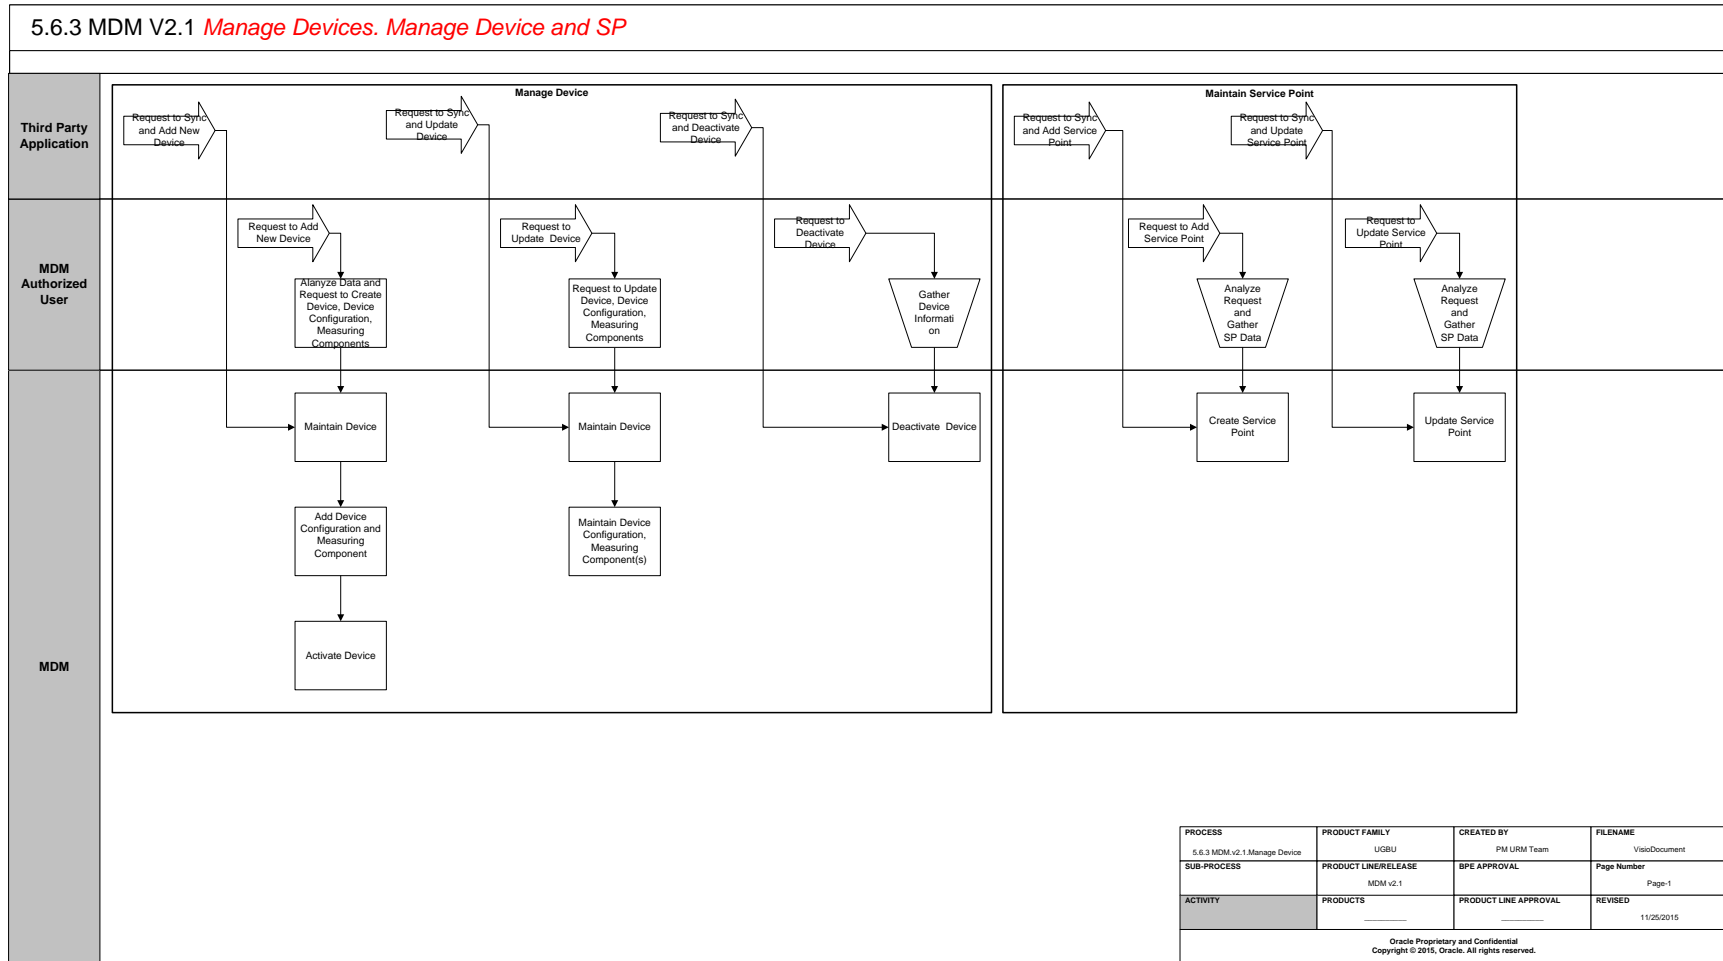 5.6.3 MDM V2.1 Manage Devices. Manage Device and SP
Third Party
Application
Manage Device
Request to Sync
and Add New
Device
Request to Sync
and Update
Device
Request to Sync
and Deactivate
Device
Maintain Service Point
Request to Sync
and Add Service
Point
Request to Sync
and Update
Service Point
MDM
Authorized
User
Request to Add
New Device
Request to
Update Device
Request to
Deactivate
Device
Request to Add
Service Point
Request to
Update Service
Point
Alanyze Data and
Request to Create
Device, Device
Configuration,
Measuring
Components
Request to Update
Device, Device
Configuration,
Measuring
Components
Gather
Device
Informati
on
Analyze
Request
and
Gather
SP Data
Analyze
Request
and
Gather
SP Data
MDM
Maintain Device
Maintain Device
Deactivate Device
Create Service
Point
Update Service
Point
Add Device
Configuration and
Measuring
Component
Maintain Device
Configuration,
Measuring
Component(s)
Activate Device
PROCESS
5.6.3 MDM.v2.1.Manage Device
PRODUCT FAMILY
UGBU
CREATED BY
PM URM Team
FILENAME
VisioDocument
SUB-PROCESS
PRODUCT LINE/RELEASE
MDM v2.1
BPE APPROVAL
Page Number
Page-1
ACTIVITY
PRODUCTS
PRODUCT LINE APPROVAL
REVISED
11/25/2015
Oracle Proprietary and Confidential
Copyright © 2015, Oracle. All rights reserved.